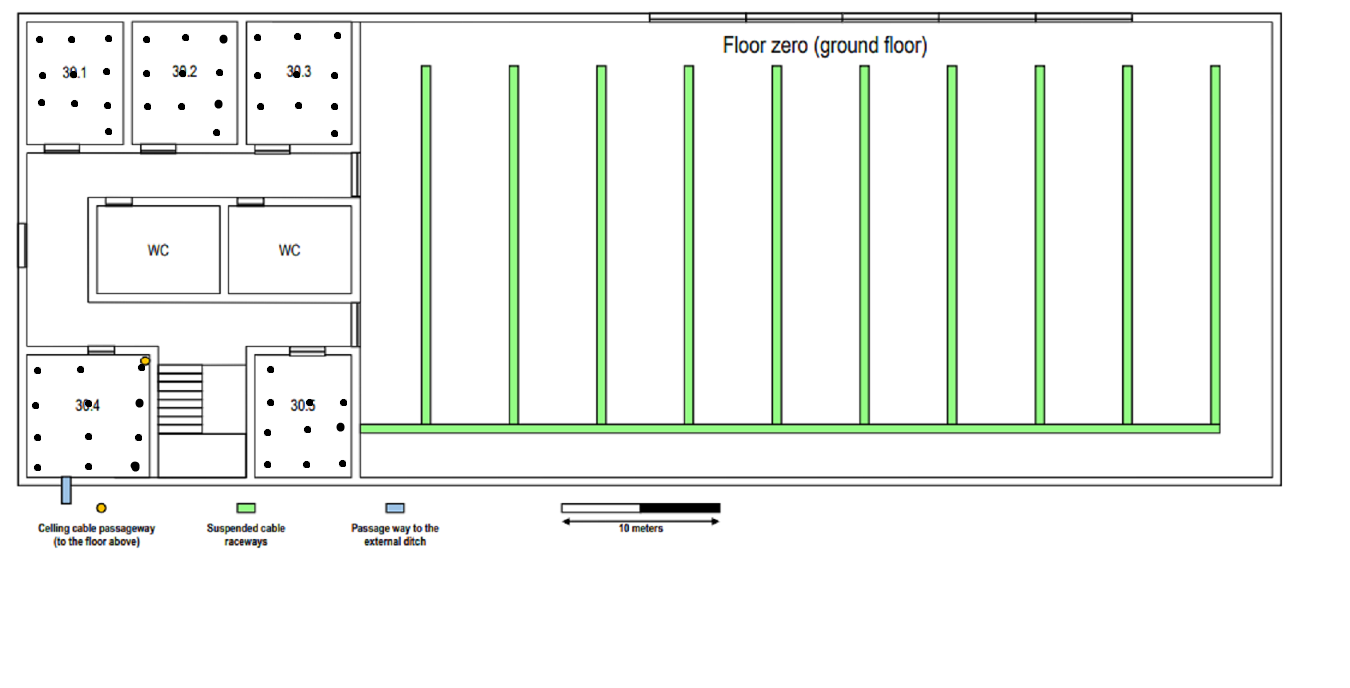 Floor zero (ground floor)
30.1
30.2
30.3
WC
WC
30.4
30.5
Celling cable passageway
(to the floor above)
Suspended cable
raceways
Passage way to the
external ditch
10 meters